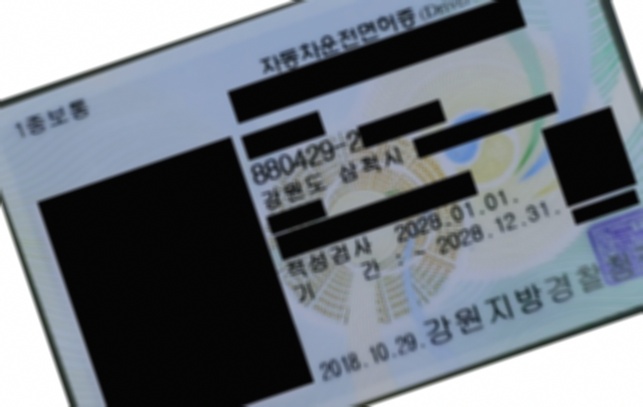 자동차운전면허증 (Driver
1종보통
880429-2
강원도 삼척시
적성검사 2028.01.01.
기 간 : ~ 2028.12.31.
2018.10.29. 강원지방경찰청